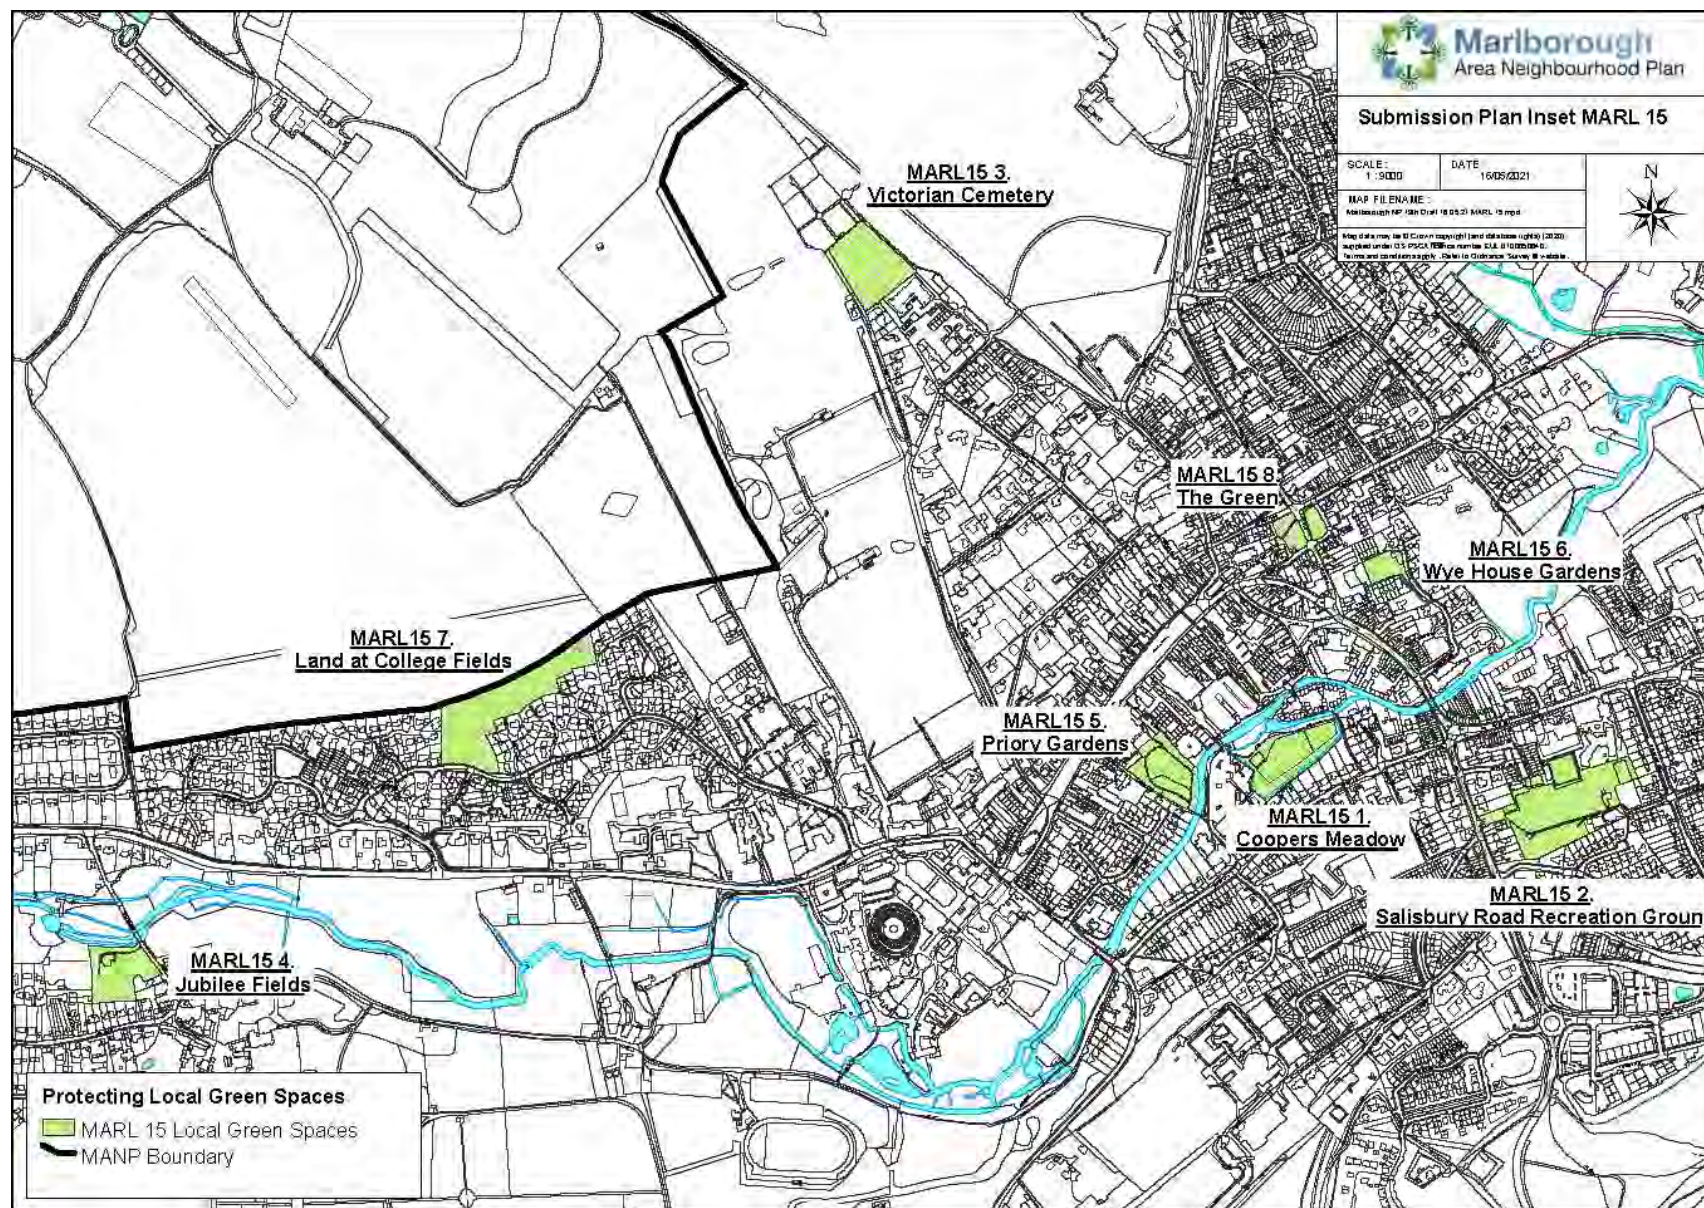 Marlborough
Area Neighbourhood Plan
Submission Plan Inset MARL 15
SCALE :
1 :9000
DATE
16/05/2021
N
MAP FILENAME :
MARL15 3.
Victorian Cemetery
MARL15 8.
The Green
MARL15 6.
Wye House Gardens
MARL15 7.
Land at College Fields
MARL15 5.
Priory Gardens
MARL15 1.
Coopers Meadow
MARL15 2.
Salisbury Road Recreation Groun
MARL15 4.
Jubilee Fields
Protecting Local Green Spaces
MARL 15 Local Green Spaces
MANP Boundary